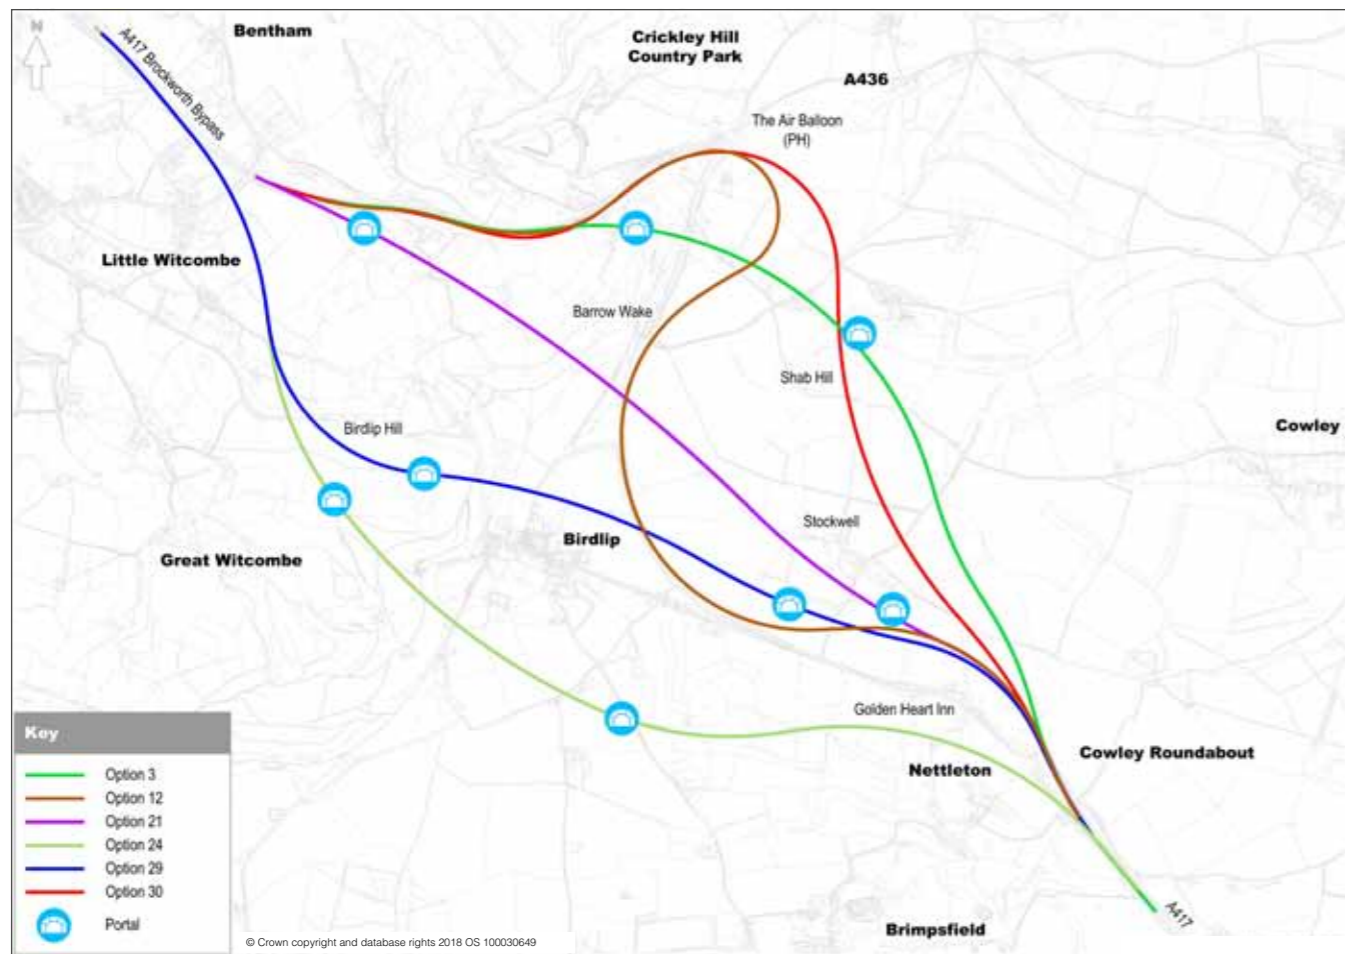 N
A417 Brockworth Bypass
Bentham
Crickley Hill
Country Park
A436
The Air Balloon
(PH)
Little Witcombe
Barrow Wake
Shab Hill
Cowley
Birdlip Hill
Stockwell
Birdlip
Great Witcombe
Golden Heart Inn
Cowley Roundabout
Nettleton
A417
Brimpsfield
Key
Option 3
Option 12
Option 21
Option 24
Option 29
Option 30
Portal
© Crown copyright and database rights 2018 OS 100030649